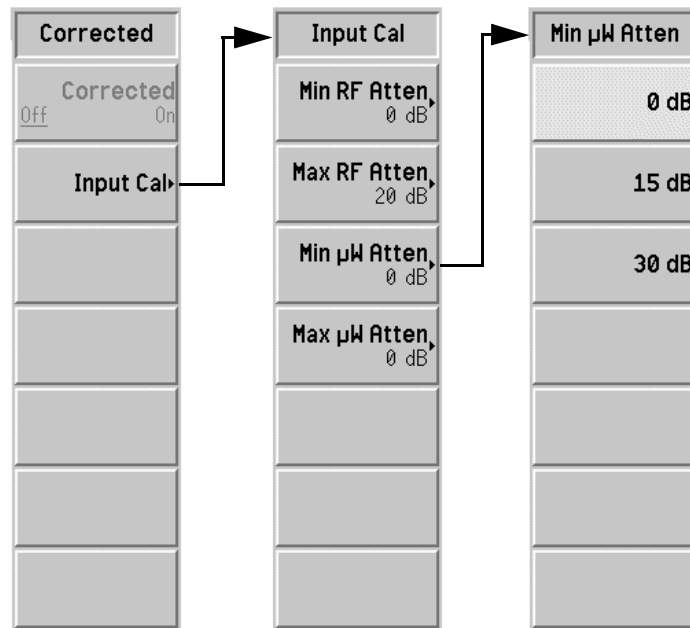 Corrected
Corrected
Off On
Input Cal
Input Cal
Min RF Atten
0 dB
Max RF Atten
20 dB
Min µW Atten
0 dB
Max µW Atten
0 dB
Min µW Atten
0 dB
15 dB
30 dB